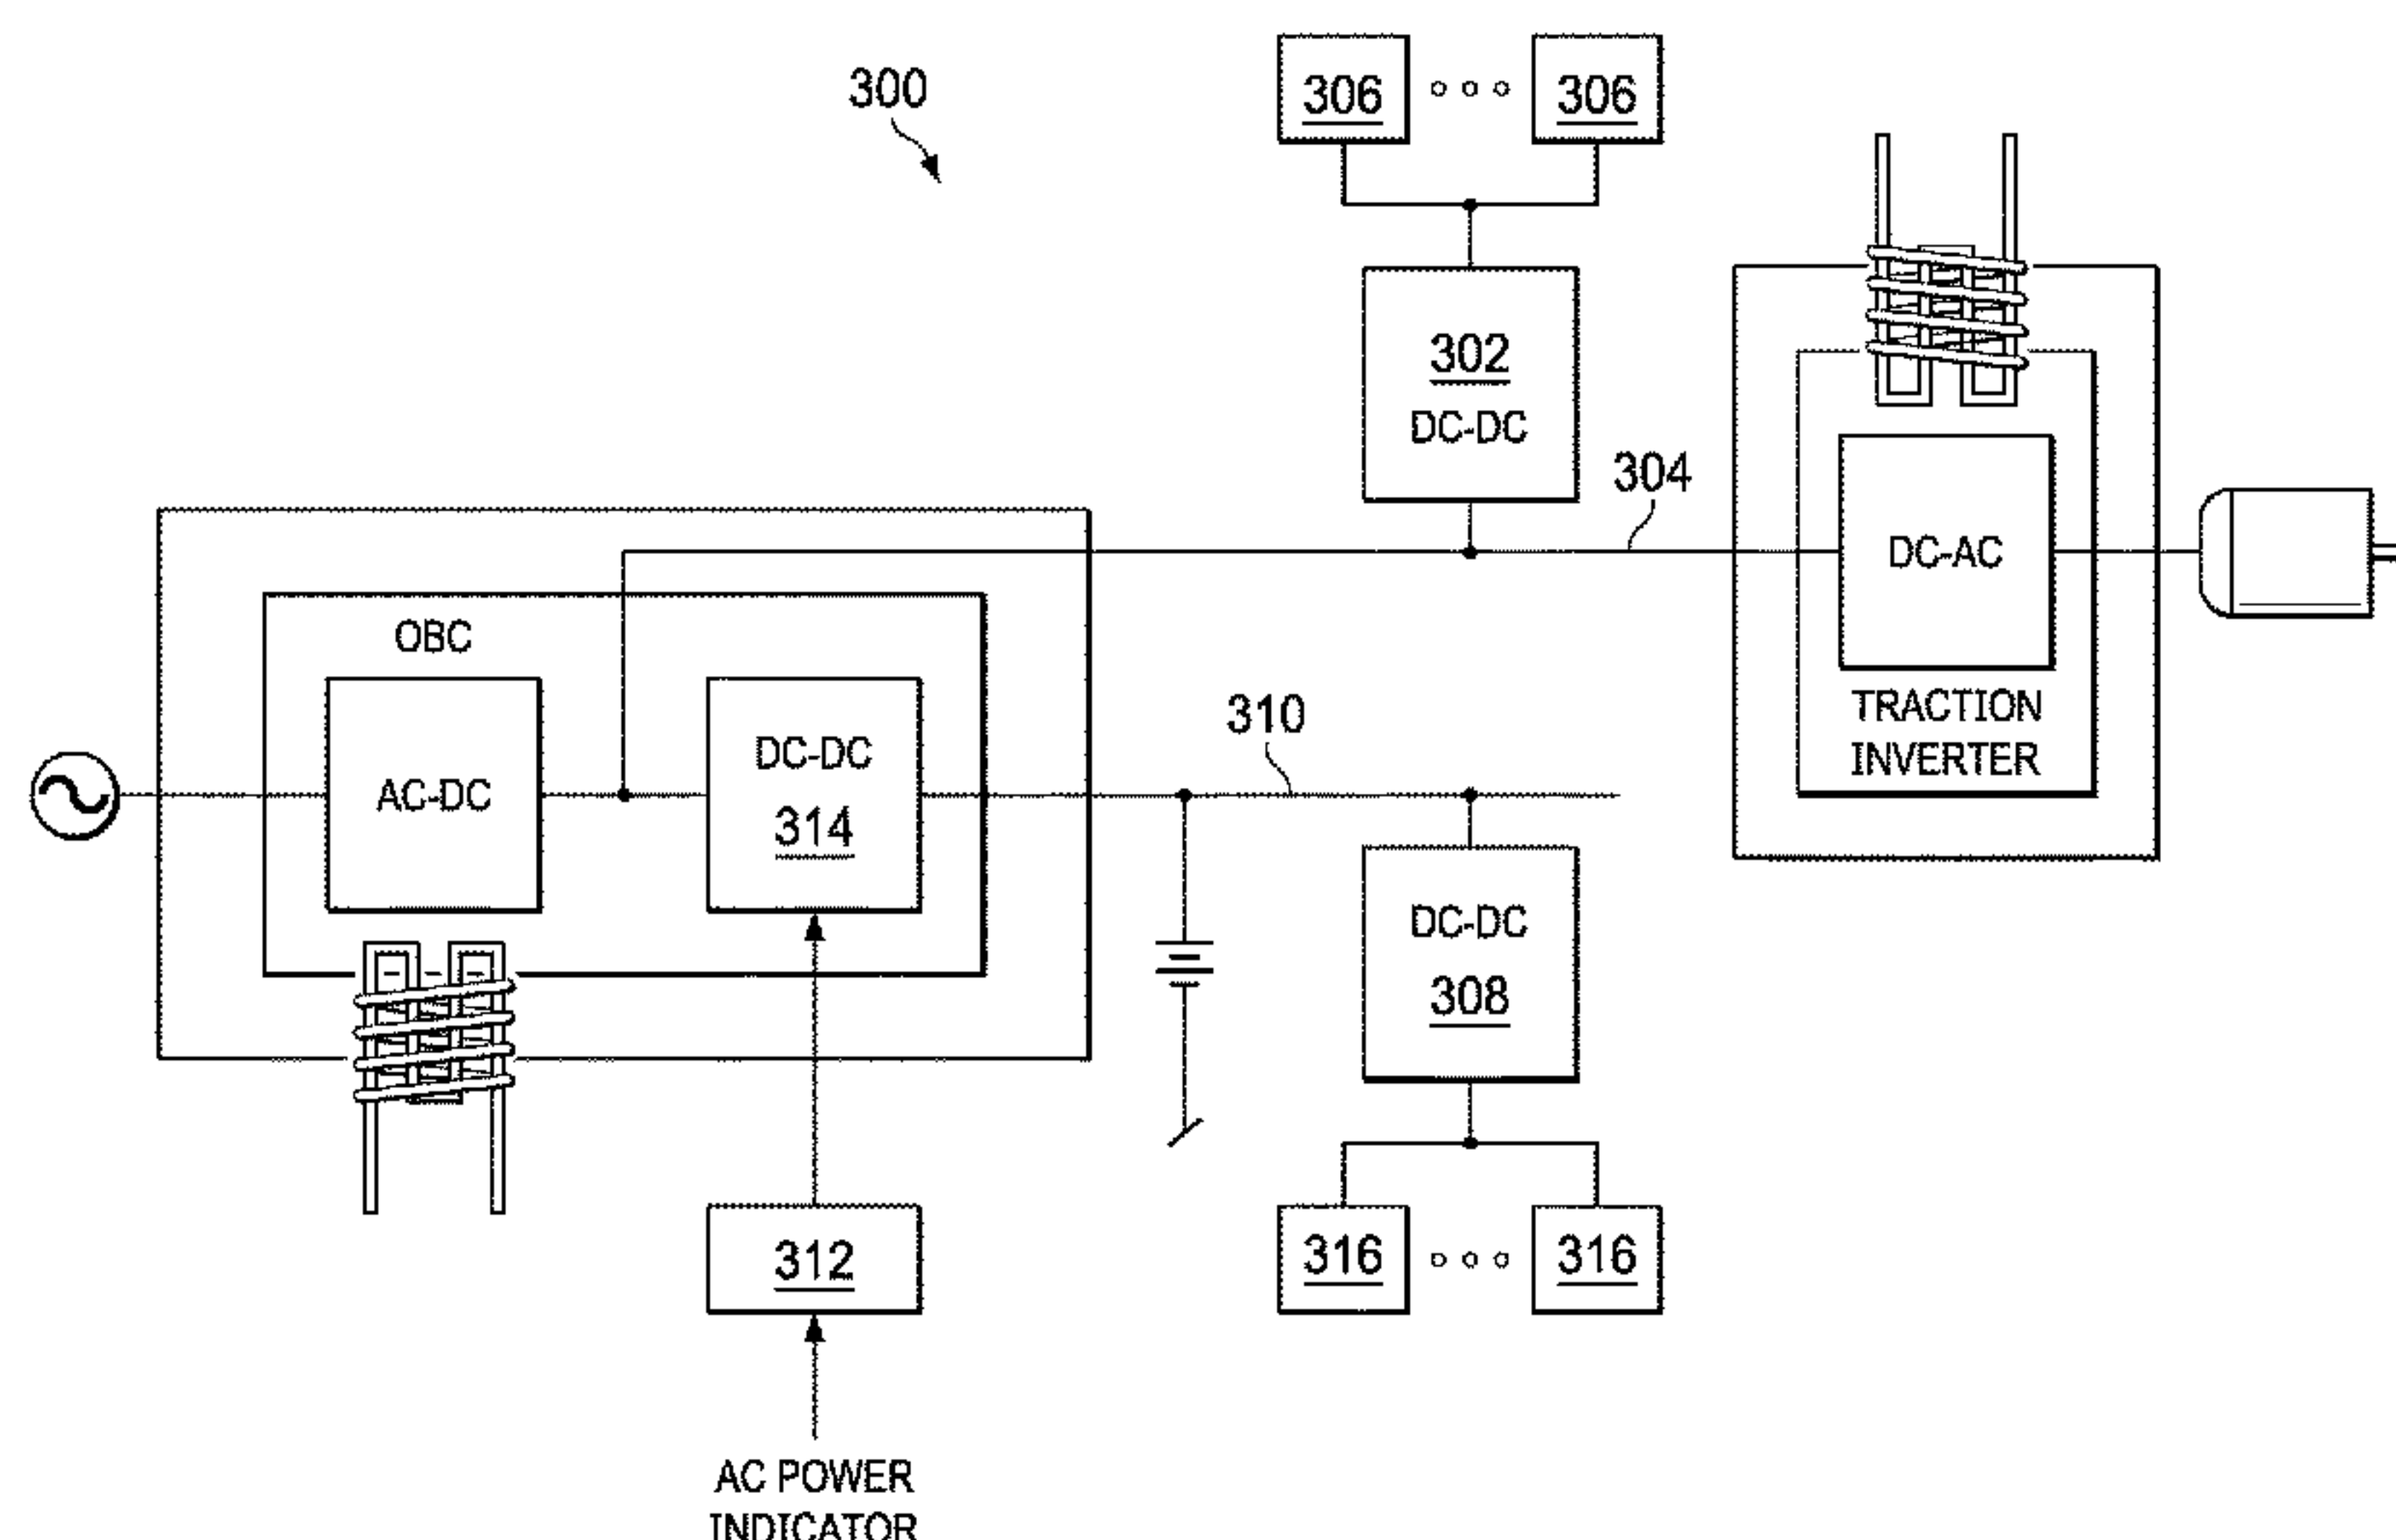 300
306
306
302
DC-DC
304
DC-AC
TRACTION
INVERTER
OBC
AC-DC
DC-DC
314
310
DC-DC
308
312
316
316
AC POWER
INDICATOR